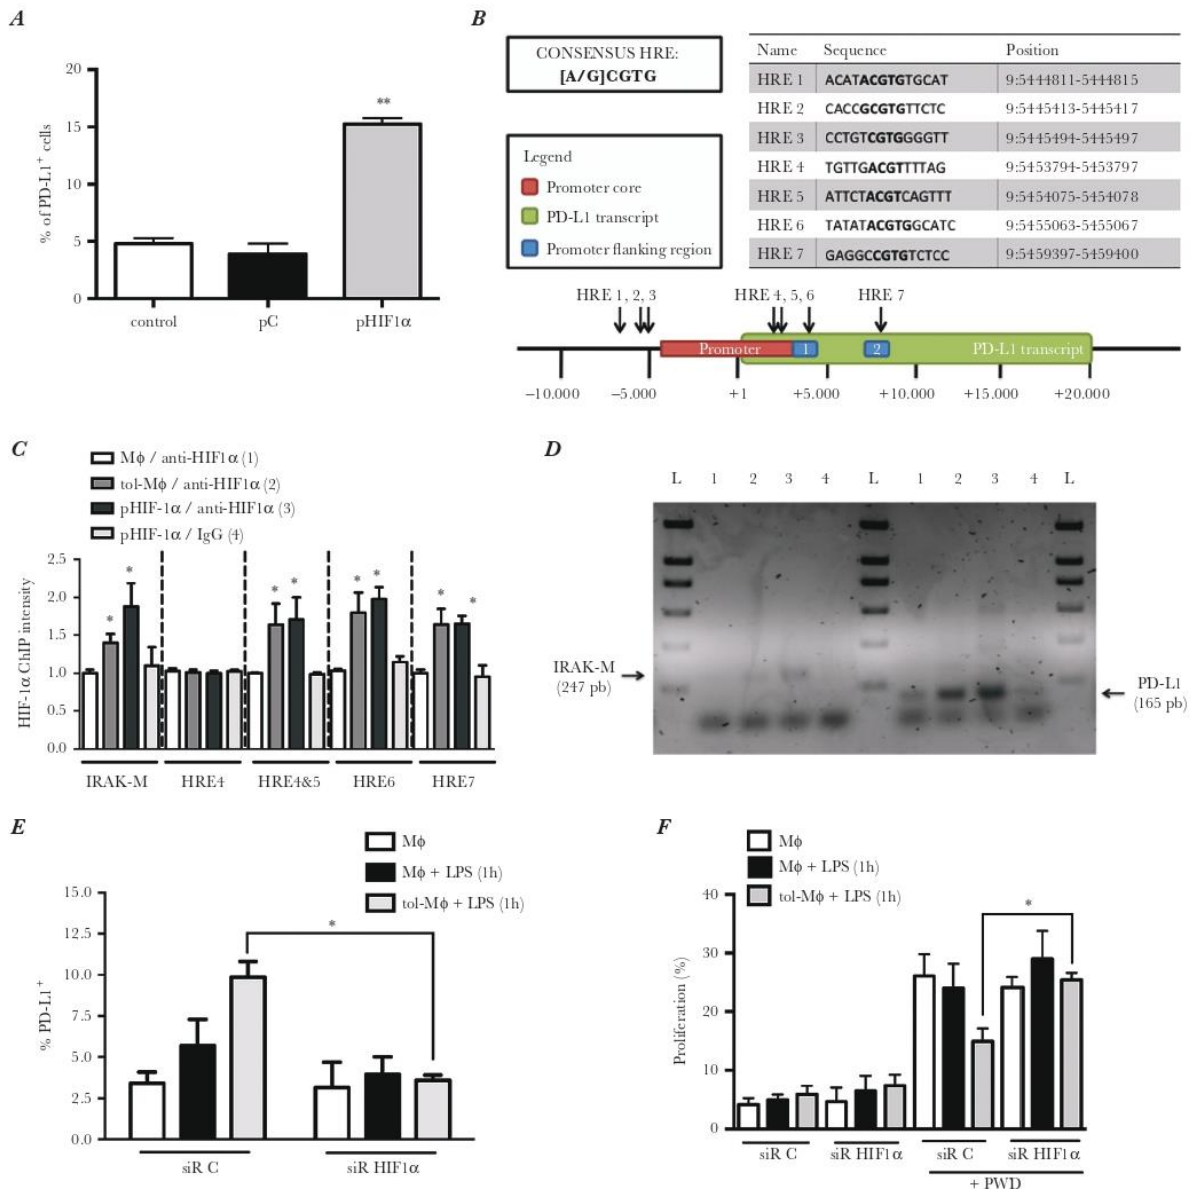 A
20
15
10
5
0
% of PD-L1+ cells
**
control pC pHIF1α
B
CONSENSUS HRE:
[A/G]CGTG
Legend
Promoter core
PD-L1 transcript
Promoter flanking region
Name Sequence Position
HRE 1 ACATACGTGTGCAT 9:5444811-5444815
HRE 2 CACCGCGTGTTCTC 9:5445413-5445417
HRE 3 CCTGTCGTGGGGTT 9:5445494-5445497
HRE 4 TGTTGACGTTTTAG 9:5453794-5453797
HRE 5 ATTCTACGTCAGTTT 9:5454075-5454078
HRE 6 TATATACGTGGCATC 9:5455063-5455067
HRE 7 GAGGCCGTGTCTCC 9:5459397-5459400
HRE 1, 2, 3 HRE 4, 5, 6 HRE 7
Promoter 1 2 PD-L1 transcript
−10.000 −5.000 +1 +5.000 +10.000 +15.000 +20.000
C
Mϕ / anti-HIF1α (1)
tol-Mϕ / anti-HIF1α (2)
pHIF-1α / anti-HIF1α (3)
pHIF-1α / IgG (4)
2.5
2.0
1.5
1.0
0.5
0.0
HIF-1α ChIP intensity
* * * * * * * *
IRAK-M HRE4 HRE4&5 HRE6 HRE7
D
L 1 2 3 4 L 1 2 3 4 L
IRAK-M
(247 pb)
PD-L1
(165 pb)
E
Mϕ
Mϕ + LPS (1h)
tol-Mϕ + LPS (1h)
15.0
12.5
10.0
7.5
5.0
2.5
0.0
% PD-L1+
*
siR C siR HIF1α
F
Mϕ
Mϕ + LPS (1h)
tol-Mϕ + LPS (1h)
40
30
20
10
0
Proliferation (%)
*
siR C siR HIF1α siR C siR HIF1α
+ PWD